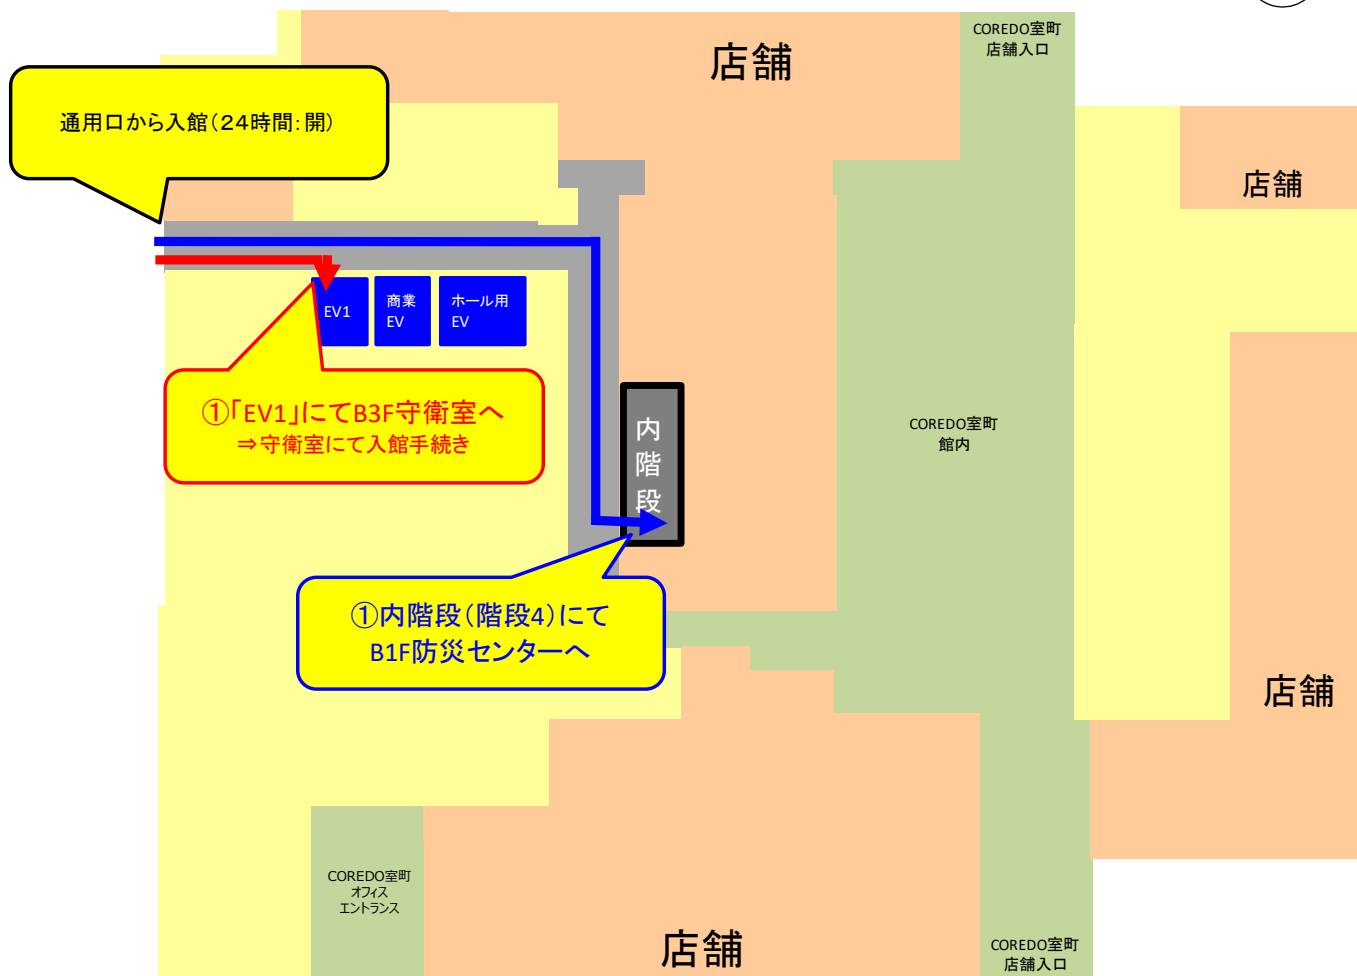 COREDO室町
店舗入口
店舗
通用口から入館(24時間:開)
店舗
EV1
商業
EV
ホール用
EV
①「EV1」にてB3F守衛室へ
⇒守衛室にて入館手続き
内
階
段
COREDO室町
館内
①内階段(階段4)にて
B1F防災センターへ
店舗
COREDO室町
オフィス
エントランス
店舗
COREDO室町
店舗入口